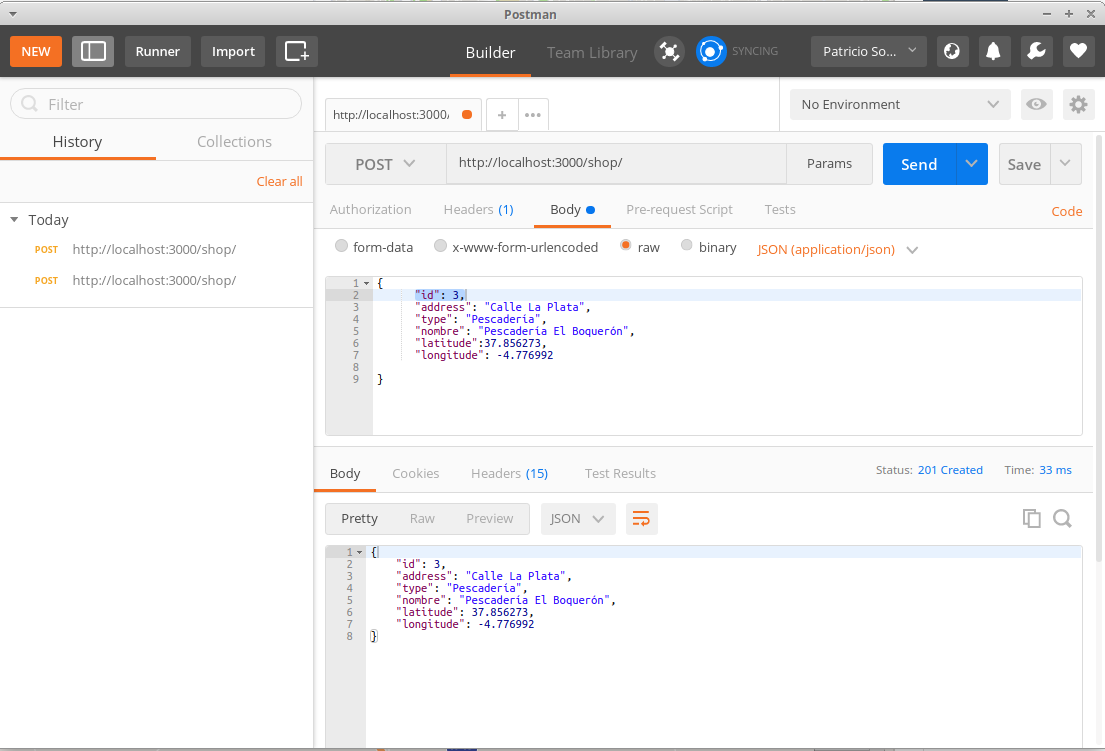 Postman
NEW Runner Import Builder Team Library SYNCING Patricio So...
Filter
History Collections
Clear all
Today
POST http://localhost:3000/shop/
POST http://localhost:3000/shop/
http://localhost:3000/ + ••• No Environment
POST http://localhost:3000/shop/ Params Send Save
Authorization Headers (1) Body Pre-request Script Tests Code
form-data x-www-form-urlencoded raw binary JSON (application/json)
1 {
2 "id": 3,
3 "address": "Calle La Plata",
4 "type": "Pescadería",
5 "nombre": "Pescadería El Boquerón",
6 "latitude":37.856273,
7 "longitude": -4.776992
8
9 }
Body Cookies Headers (15) Test Results Status: 201 Created Time: 33 ms
Pretty Raw Preview JSON
1 {
2 "id": 3,
3 "address": "Calle La Plata",
4 "type": "Pescadería",
5 "nombre": "Pescadería El Boquerón",
6 "latitude": 37.856273,
7 "longitude": -4.776992
8 }